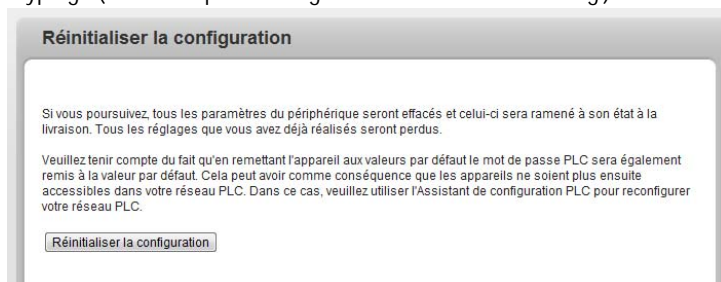 Réinitialiser la configuration
Si vous poursuivez, tous les paramètres du périphérique seront effacés et celui-ci sera ramené à son état à la
livraison. Tous les réglages que vous avez déjà réalisés seront perdus.
Veuillez tenir compte du fait qu'en remettant l'appareil aux valeurs par défaut le mot de passe PLC sera également
remis à la valeur par défaut. Cela peut avoir comme conséquence que les appareils ne soient plus ensuite
accessibles dans votre réseau PLC. Dans ce cas, veuillez utiliser l'Assistant de configuration PLC pour reconfigurer
votre réseau PLC.
Réinitialiser la configuration